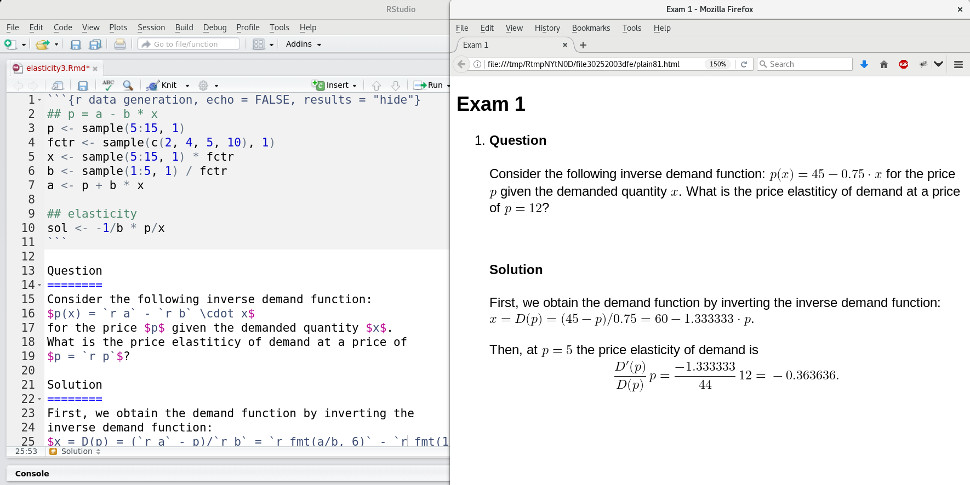 RStudio
File Edit Code View Plots Session Build Debug Profile Tools Help
Go to file/function Addins
elasticity3.Rmd*
ABC Knit Insert Run
1 ```{r data generation, echo = FALSE, results = "hide"}
2 ## p = a - b * x
3 p <- sample(5:15, 1)
4 fctr <- sample(c(2, 4, 5, 10), 1)
5 x <- sample(5:15, 1) * fctr
6 b <- sample(1:5, 1) / fctr
7 a <- p + b * x
8
9 ## elasticity
10 sol <- -1/b * p/x
11 ```
12
13 Question
14 ========
15 Consider the following inverse demand function:
16 $p(x) = `r a` - `r b` \cdot x$
17 for the price $p$ given the demanded quantity $x$.
18 What is the price elastiticy of demand at a price of
19 $p = `r p`$?
20
21 Solution
22 ========
23 First, we obtain the demand function by inverting the
24 inverse demand function:
25 $x = D(p) = (`r a` - p)/`r b` = `r fmt(a/b, 6)` - `r fmt(1
25:53 Solution
Console
Exam 1 - Mozilla Firefox
File Edit View History Bookmarks Tools Help
Exam 1
file:///tmp/RtmpNYtN0D/file30252003dfe/plain81.html 150% Search
Exam 1
1. Question
Consider the following inverse demand function: p(x) = 45 − 0.75 · x for the price
p given the demanded quantity x. What is the price elastiticy of demand at a price
of p = 12?
Solution
First, we obtain the demand function by inverting the inverse demand function:
x = D(p) = (45 − p)/0.75 = 60 − 1.333333 · p.
Then, at p = 5 the price elasticity of demand is
D′(p) −1.333333
p = 12 = − 0.363636.
D(p) 44